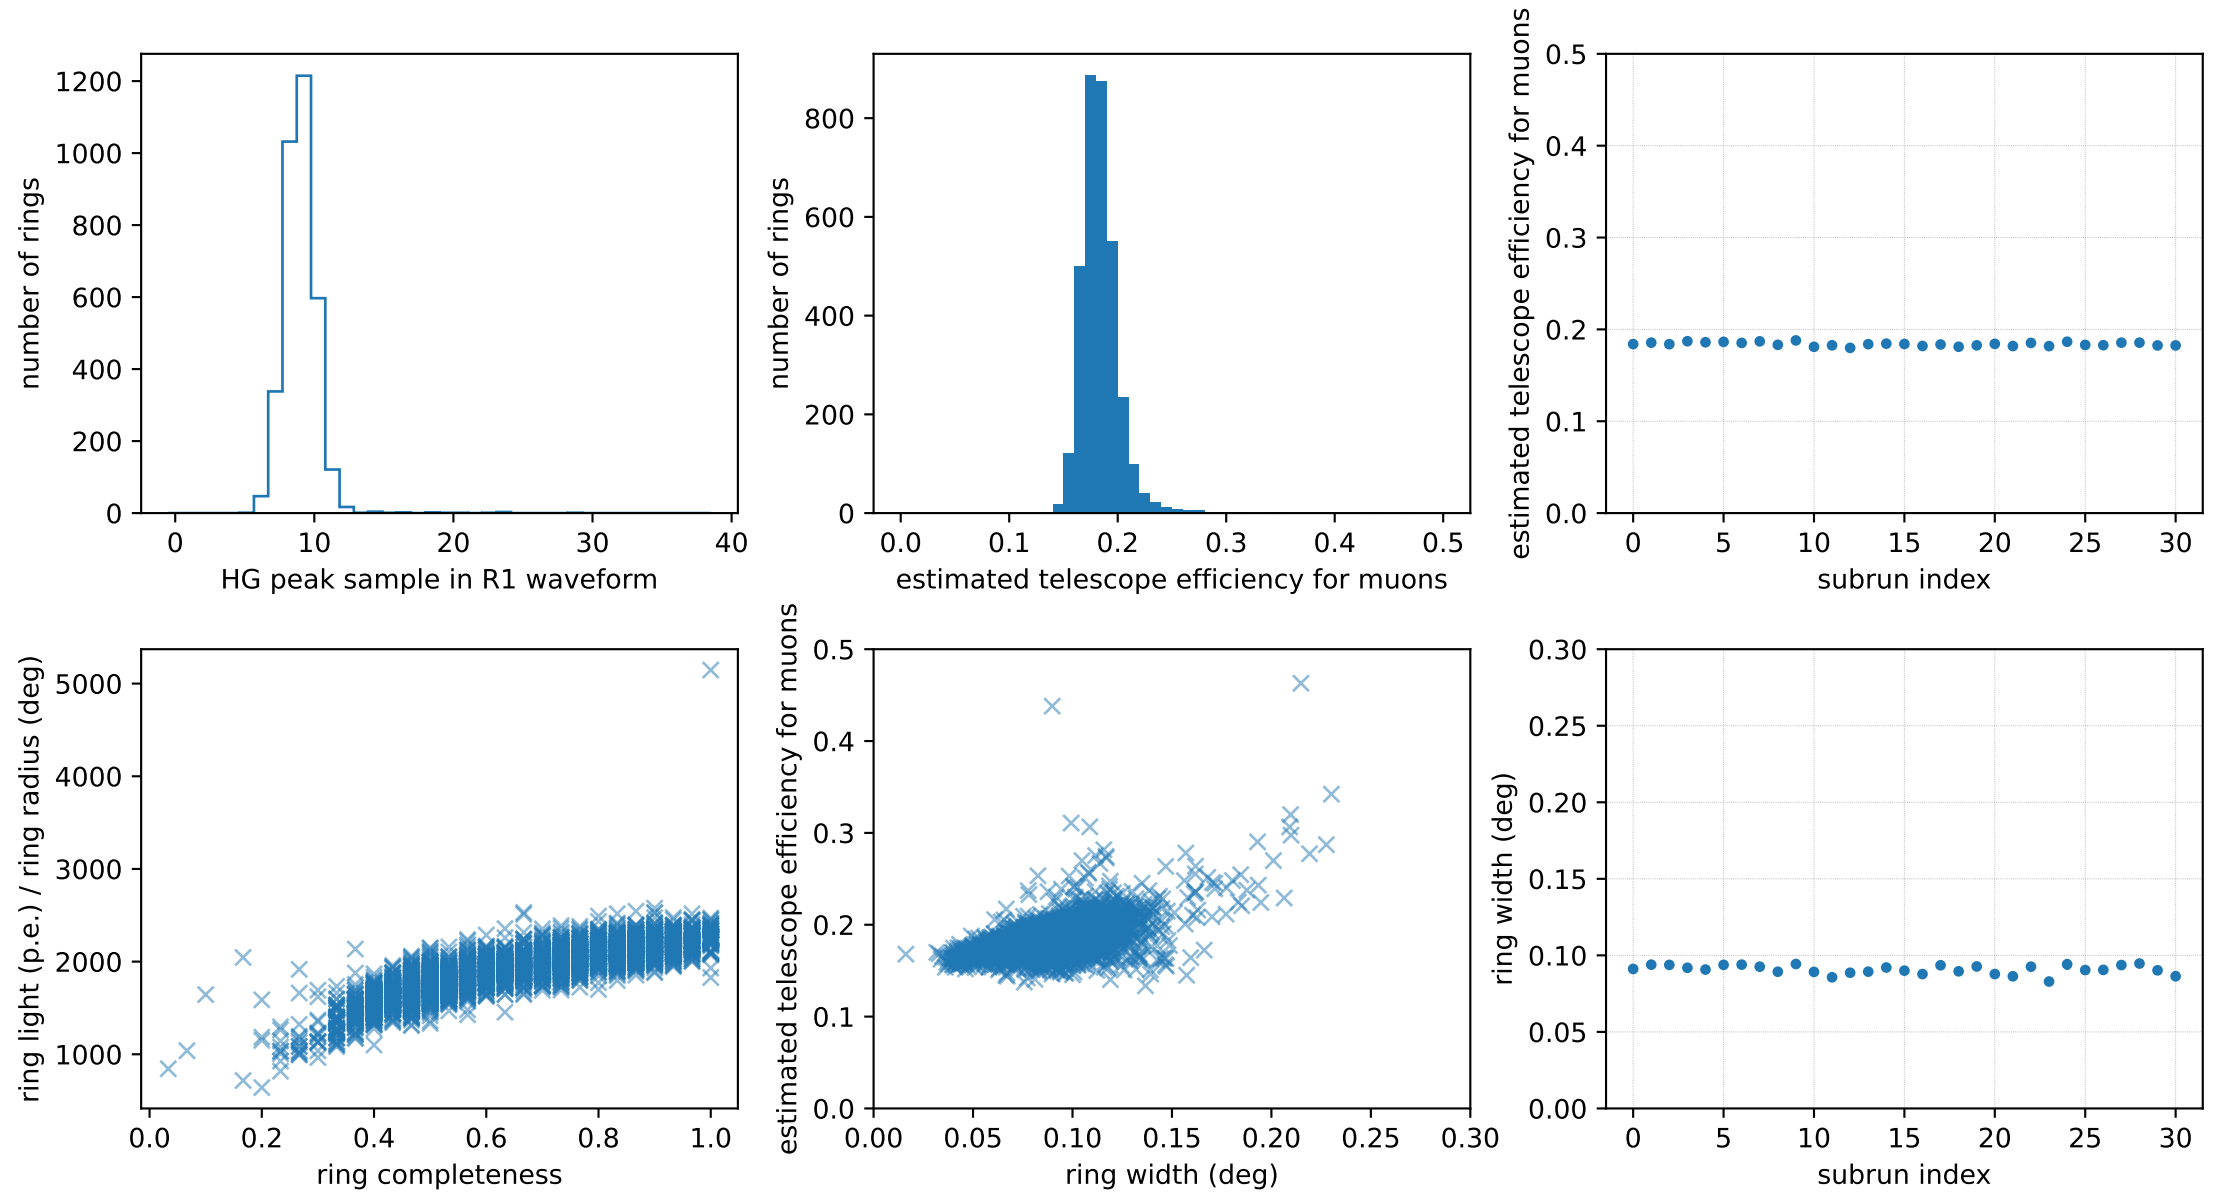 number of rings
1200
1000
800
600
400
200
0
0 10 20 30 40
HG peak sample in R1 waveform
number of rings
800
600
400
200
0
0.0 0.1 0.2 0.3 0.4 0.5
estimated telescope efficiency for muons
estimated telescope efficiency for muons
0.5
0.4
0.3
0.2
0.1
0.0
0 5 10 15 20 25 30
subrun index
ring light (p.e.) / ring radius (deg)
5000
4000
3000
2000
1000
0.0 0.2 0.4 0.6 0.8 1.0
ring completeness
estimated telescope efficiency for muons
0.5
0.4
0.3
0.2
0.1
0.0
0.00 0.05 0.10 0.15 0.20 0.25 0.30
ring width (deg)
ring width (deg)
0.30
0.25
0.20
0.15
0.10
0.05
0.00
0 5 10 15 20 25 30
subrun index